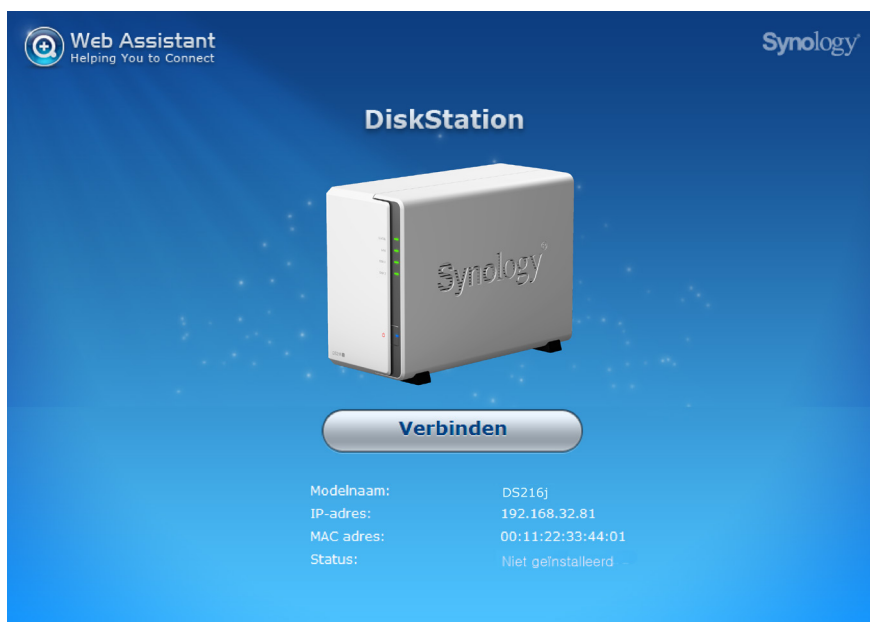 Web Assistant
Helping You to Connect
Synology
DiskStation
Synology
Verbinden
Modelnaam: DS216j
IP-adres: 192.168.32.81
MAC adres: 00:11:22:33:44:01
Status: Niet geïnstalleerd